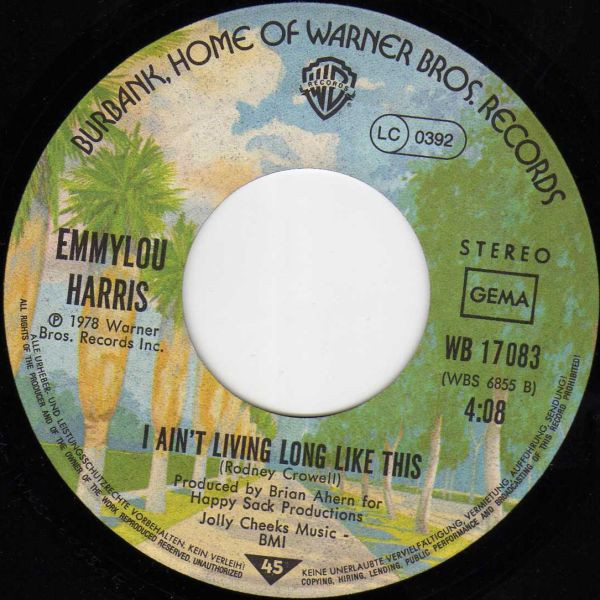 BURBANK, HOME OF WARNER BROS. RECORDS
RECORDS
LC 0392
EMMYLOU
HARRIS
℗ 1978 Warner
Bros. Records Inc.
STEREO
GEMA
WB 17 083
(WBS 6855 B)
4:08
I AIN'T LIVING LONG LIKE THIS
(Rodney Crowell)
Produced by Brian Ahern for
Happy Sack Productions
Jolly Cheeks Music -
BMI
45
ALLE URHEBER- UND LEISTUNGSSCHUTZRECHTE VORBEHALTEN. KEIN VERLEIH!
KEINE UNERLAUBTE VERVIELFÄLTIGUNG, VERMIETUNG, AUFFÜHRUNG, SENDUNG!
ALL RIGHTS OF THE PRODUCER AND OF THE OWNER OF THE WORK REPRODUCED RESERVED. UNAUTHORIZED
COPYING, HIRING, LENDING, PUBLIC PERFORMANCE AND BROADCASTING OF THIS RECORD PROHIBITED!